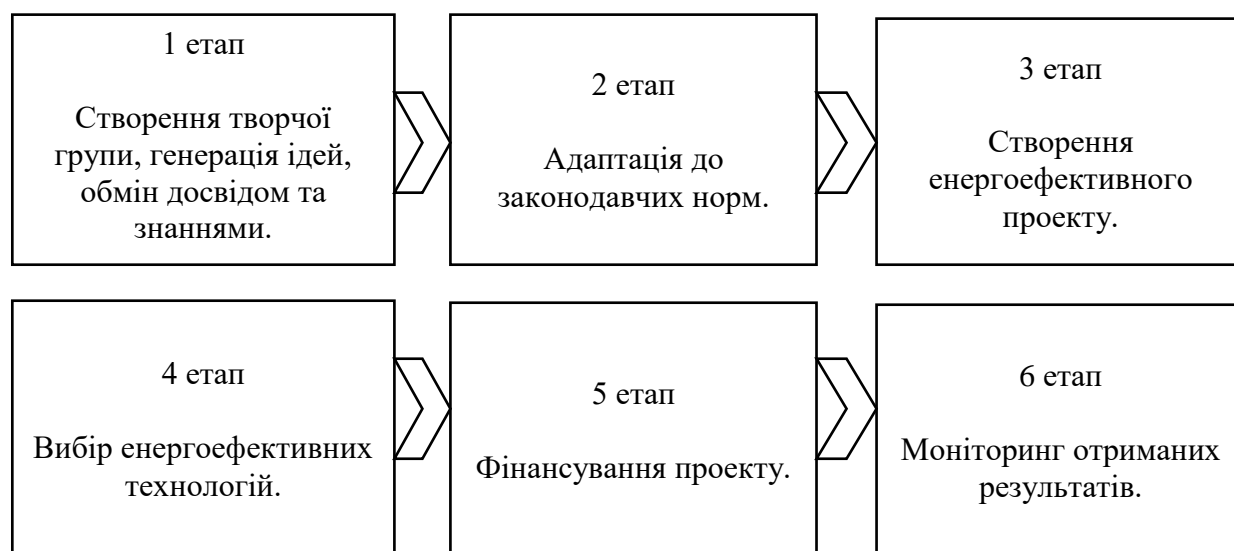 1 етап
Створення творчої
групи, генерація ідей,
обмін досвідом та
знаннями.
2 етап
Адаптація до
законодавчих норм.
3 етап
Створення
енергоефективного
проекту.
4 етап
Вибір енергоефективних
технологій.
5 етап
Фінансування проекту.
6 етап
Моніторинг отриманих
результатів.